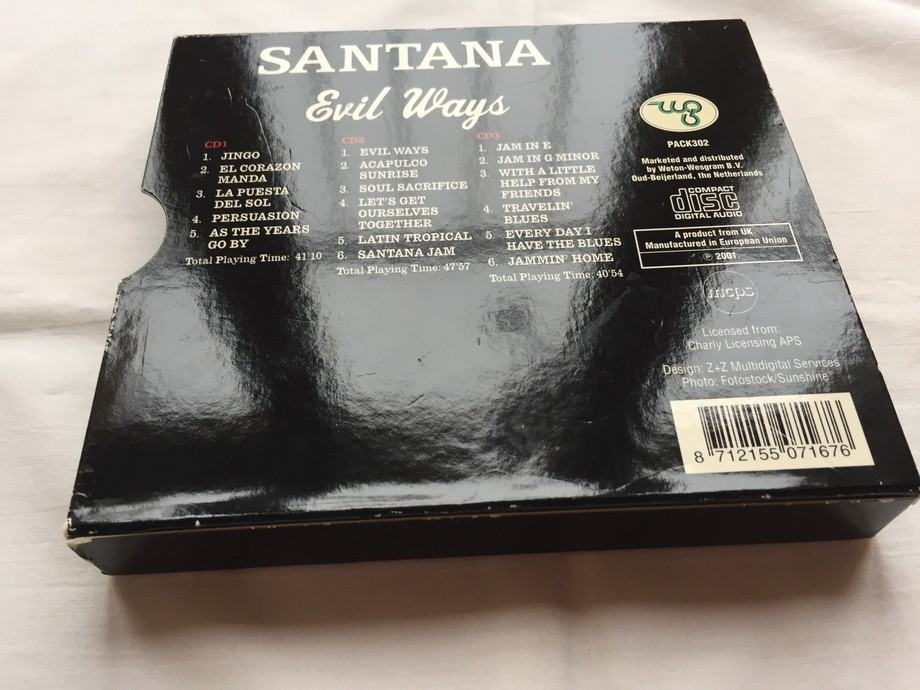 SANTANA
Evil Ways
CD1
1. JINGO
2. EL CORAZON
MANDA
3. LA PUESTA
DEL SOL
4. PERSUASION
5. AS THE YEARS
GO BY
Total Playing Time: 41'10
CD2
1. EVIL WAYS
2. ACAPULCO
SUNRISE
3. SOUL SACRIFICE
4. LET'S GET
OURSELVES
TOGETHER
5. LATIN TROPICAL
6. SANTANA JAM
Total Playing Time: 47'57
CD3
1. JAM IN E
2. JAM IN G MINOR
3. WITH A LITTLE
HELP FROM MY
FRIENDS
4. TRAVELIN'
BLUES
5. EVERY DAY I
HAVE THE BLUES
6. JAMMIN' HOME
Total Playing Time: 40'54
wg
PACK302
Marketed and distributed
by Weton-Wesgram B.V.
Oud-Beijerland, the Netherlands
COMPACT
disc
DIGITAL AUDIO
A product from UK
Manufactured in European Union
℗ 2001
mcps
Licensed from:
Charly Licensing APS
Design: Z+Z Multidigital Services
Photo: Fotostock/Sunshine
8 712155 071676